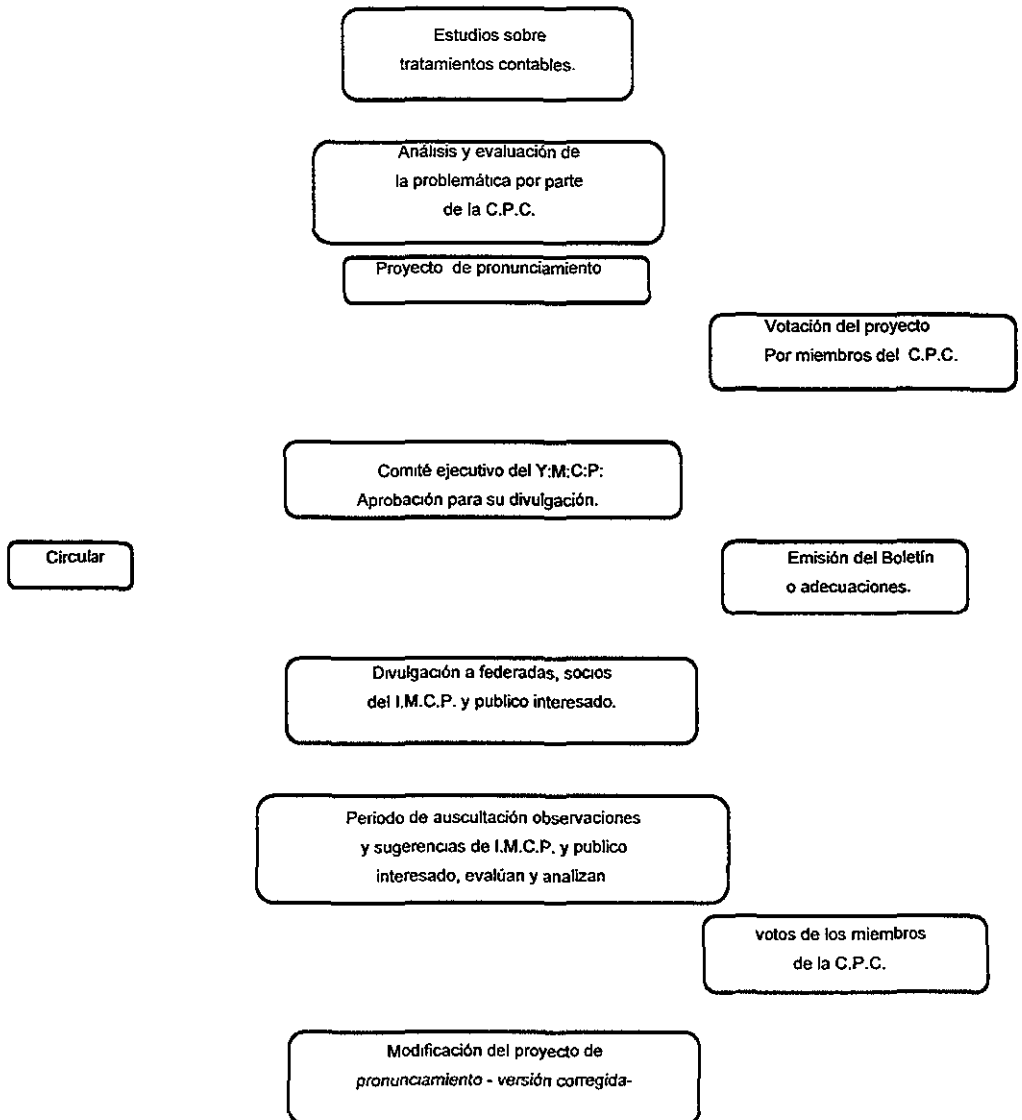 Estudios sobre
tratamientos contables.
Análisis y evaluación de
la problemática por parte
de la C.P.C.
Proyecto de pronunciamiento
Votación del proyecto
Por miembros del C.P.C.
Comité ejecutivo del Y:M:C:P:
Aprobación para su divulgación.
Circular
Emisión del Boletín
o adecuaciones.
Divulgación a federadas, socios
del I.M.C.P. y publico interesado.
Periodo de auscultación observaciones
y sugerencias de I.M.C.P. y publico
interesado, evalúan y analizan
votos de los miembros
de la C.P.C.
Modificación del proyecto de
pronunciamiento - versión corregida-